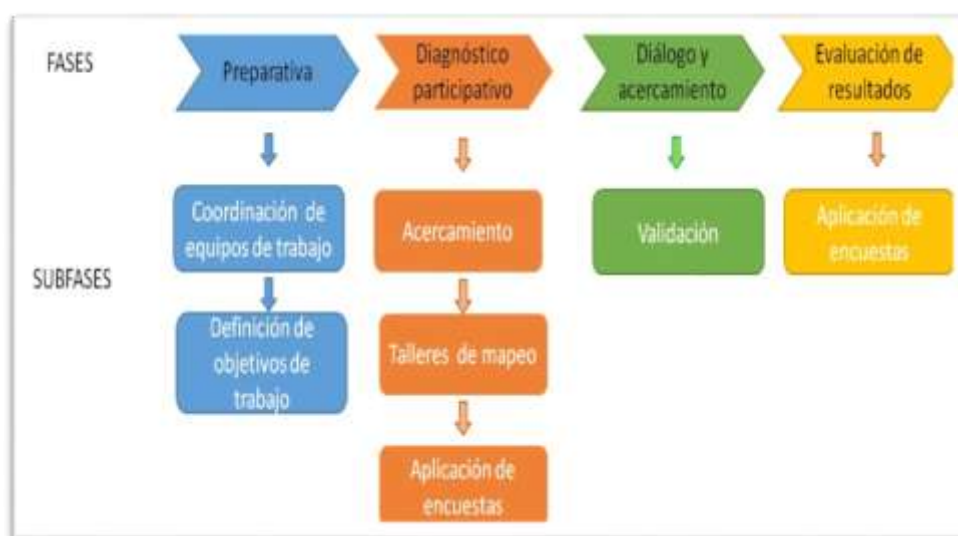 FASES
Preparativa
Diagnóstico
participativo
Diálogo y
acercamiento
Evaluación de
resultados
SUBFASES
Coordinación de
equipos de trabajo
Definición de
objetivos de
trabajo
Acercamiento
Talleres de mapeo
Aplicación de
encuestas
Validación
Aplicación de
encuestas